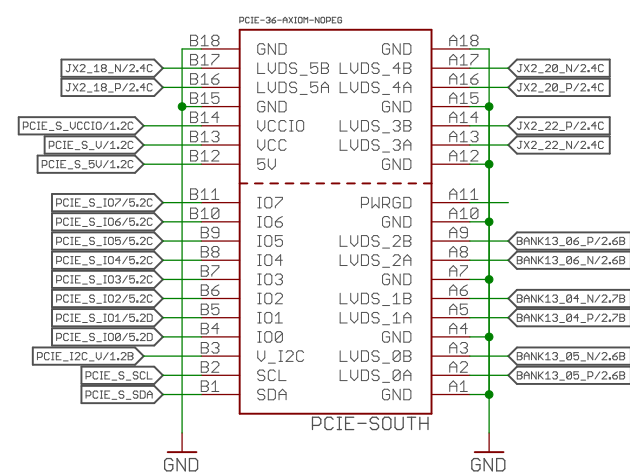 PCIE-36-AXIOM-NOPEG
B18 GND GND A18
JX2_18_N/2.4C B17 LVDS_5B LVDS_4B A17 JX2_20_N/2.4C
JX2_18_P/2.4C B16 LVDS_5A LVDS_4A A16 JX2_20_P/2.4C
B15 GND GND A15
PCIE_S_VCCIO/1.2C B14 VCCIO LVDS_3B A14 JX2_22_P/2.4C
PCIE_S_V/1.2C B13 VCC LVDS_3A A13 JX2_22_N/2.4C
PCIE_S_5V/1.2C B12 5V GND A12
PCIE_S_IO7/5.2C B11 IO7 PWRGD A11
PCIE_S_IO6/5.2C B10 IO6 GND A10
PCIE_S_IO5/5.2C B9 IO5 LVDS_2B A9 BANK13_06_P/2.6B
PCIE_S_IO4/5.2C B8 IO4 LVDS_2A A8 BANK13_06_N/2.6B
PCIE_S_IO3/5.2C B7 IO3 GND A7
PCIE_S_IO2/5.2C B6 IO2 LVDS_1B A6 BANK13_04_N/2.7B
PCIE_S_IO1/5.2D B5 IO1 LVDS_1A A5 BANK13_04_P/2.7B
PCIE_S_IO0/5.2D B4 IO0 GND A4
PCIE_I2C_V/1.2B B3 V_I2C LVDS_0B A3 BANK13_05_N/2.6B
PCIE_S_SCL B2 SCL LVDS_0A A2 BANK13_05_P/2.6B
PCIE_S_SDA B1 SDA GND A1
PCIE-SOUTH
GND GND